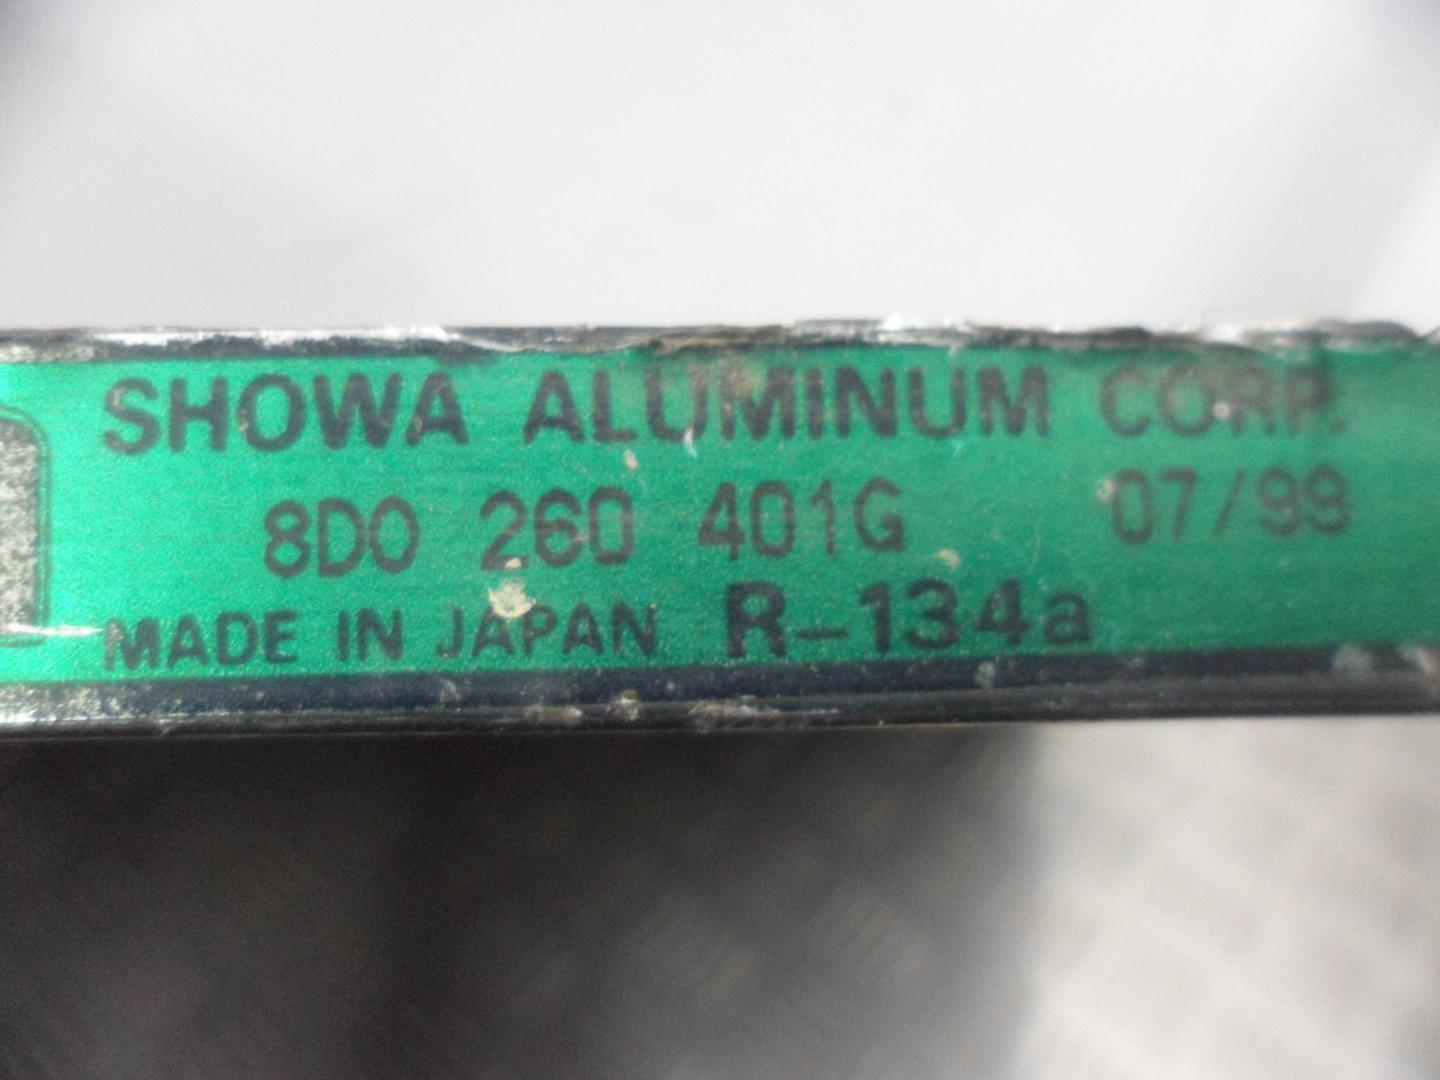 SHOWA ALUMINUM CORP.
8D0 260 401G 07/99
MADE IN JAPAN R-134a